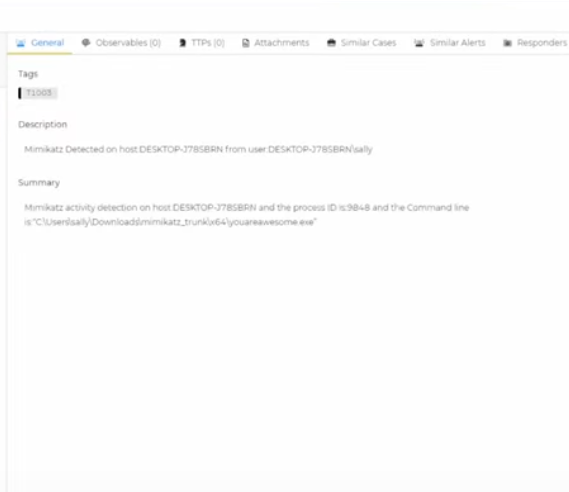 General Observables (0) TTPs (0) Attachments Similar Cases Similar Alerts Responders
Tags
T1003
Description
Mimikatz Detected on host:DESKTOP-J78SBRN from user:DESKTOP-J78SBRN\sally
Summary
Mimikatz activity detection on host:DESKTOP-J78SBRN and the process ID is:9848 and the Command line
is:"C:\Users\sally\Downloads\mimikatz_trunk\x64\youareawesome.exe"